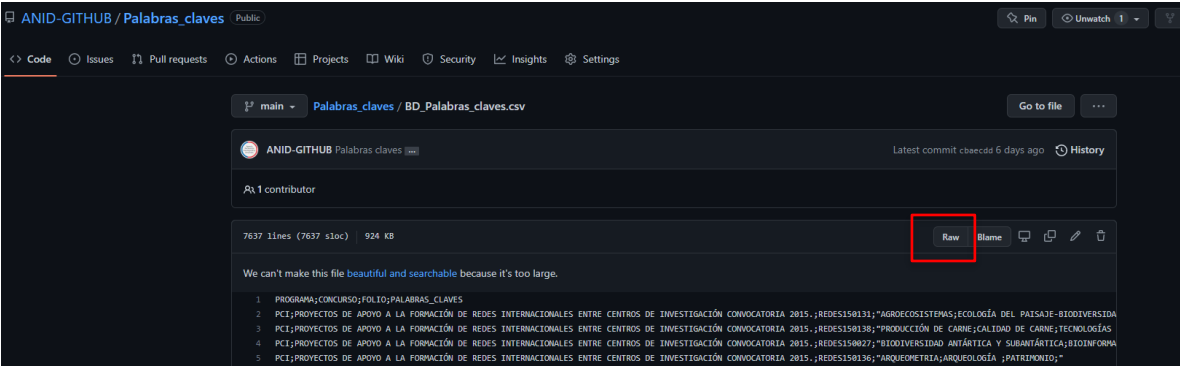 ANID-GITHUB / Palabras_claves Public Pin Unwatch 1
<> Code Issues Pull requests Actions Projects Wiki Security Insights Settings
main Palabras_claves / BD_Palabras_claves.csv Go to file ...
ANID-GITHUB Palabras claves ... Latest commit cbaecdd 6 days ago History
1 contributor
7637 lines (7637 sloc) 924 KB Raw Blame
We can't make this file beautiful and searchable because it's too large.
1 PROGRAMA;CONCURSO;FOLIO;PALABRAS_CLAVES
2 PCI;PROYECTOS DE APOYO A LA FORMACIÓN DE REDES INTERNACIONALES ENTRE CENTROS DE INVESTIGACIÓN CONVOCATORIA 2015.;REDES150131;"AGROECOSISTEMAS;ECOLOGÍA DEL PAISAJE-BIODIVERSIDA
3 PCI;PROYECTOS DE APOYO A LA FORMACIÓN DE REDES INTERNACIONALES ENTRE CENTROS DE INVESTIGACIÓN CONVOCATORIA 2015.;REDES150138;"PRODUCCIÓN DE CARNE;CALIDAD DE CARNE;TECNOLOGÍAS
4 PCI;PROYECTOS DE APOYO A LA FORMACIÓN DE REDES INTERNACIONALES ENTRE CENTROS DE INVESTIGACIÓN CONVOCATORIA 2015.;REDES150027;"BIODIVERSIDAD ANTÁRTICA Y SUBANTÁRTICA;BIOINFORMA
5 PCI;PROYECTOS DE APOYO A LA FORMACIÓN DE REDES INTERNACIONALES ENTRE CENTROS DE INVESTIGACIÓN CONVOCATORIA 2015.;REDES150136;"ARQUEOMETRIA;ARQUEOLOGÍA ;PATRIMONIO;"